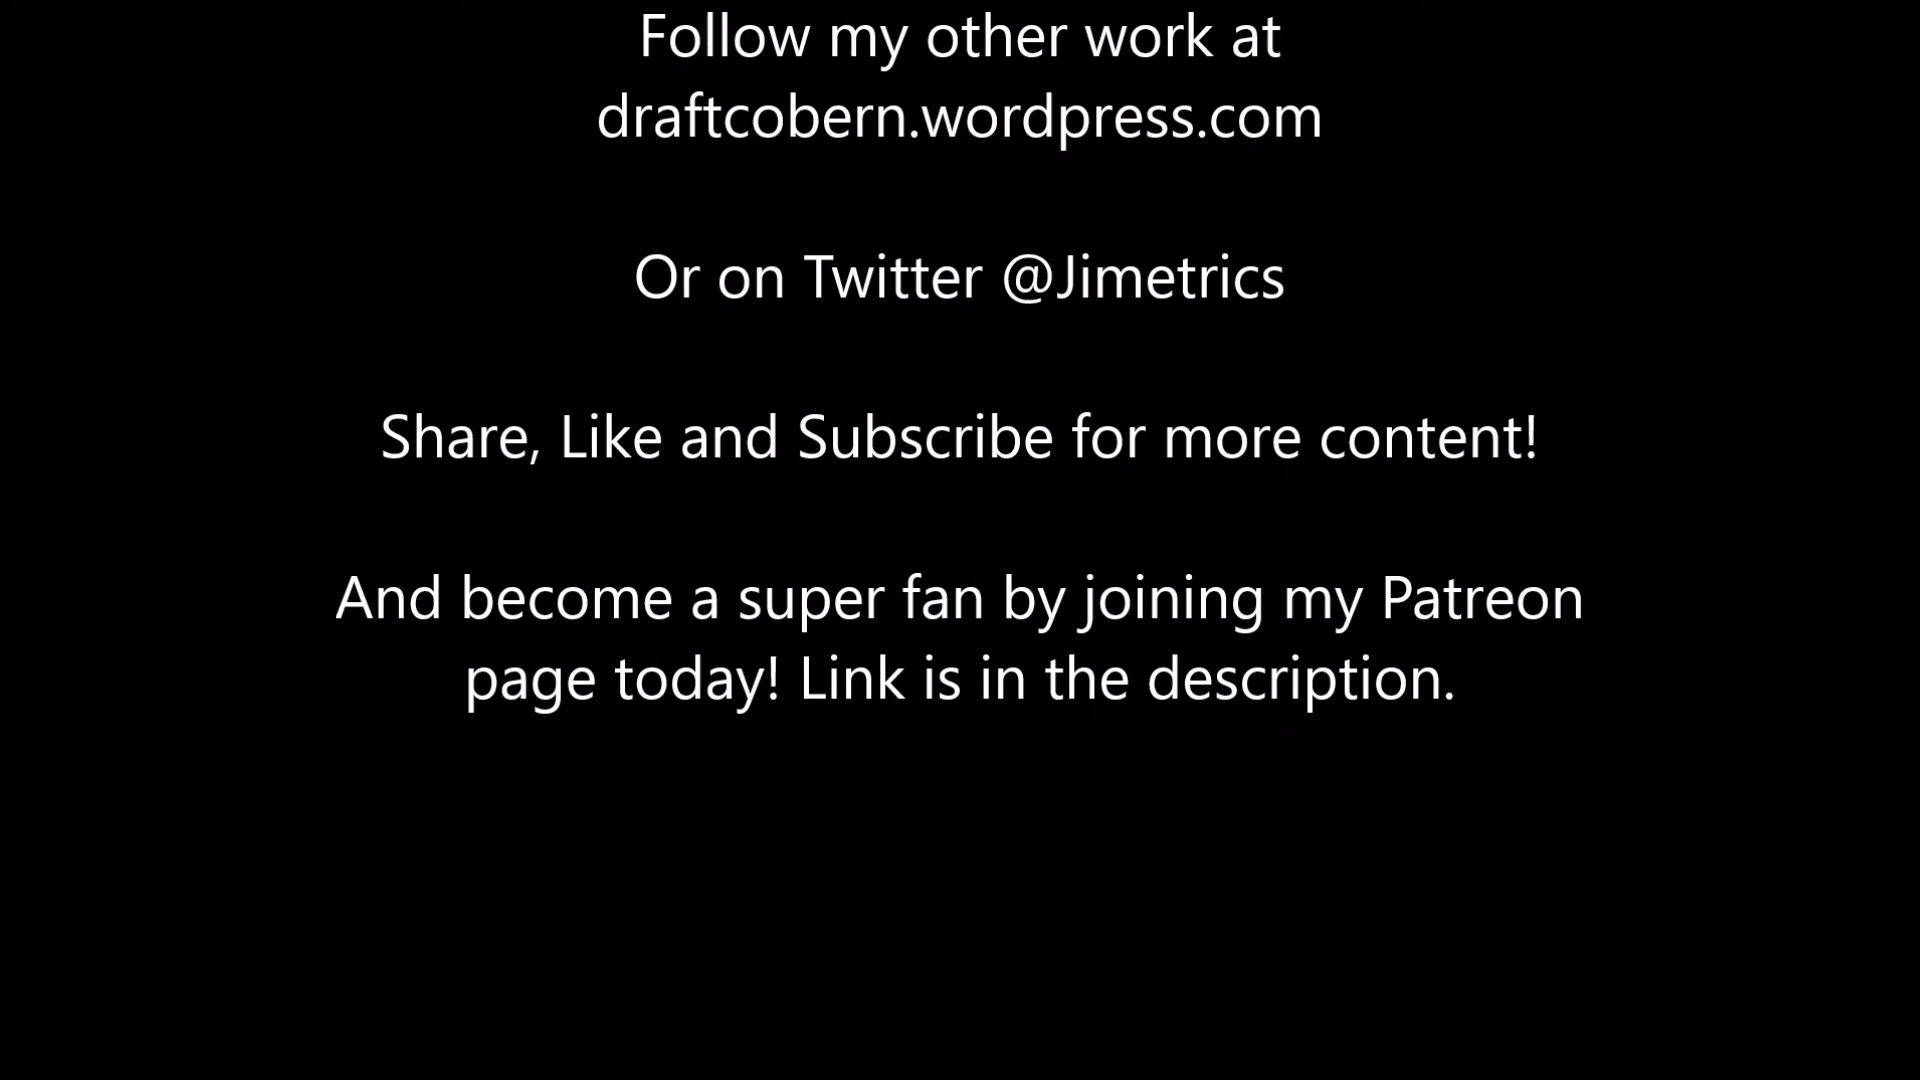 Follow my other work at
draftcobern.wordpress.com
Or on Twitter @Jimetrics
Share, Like and Subscribe for more content!
And become a super fan by joining my Patreon
page today! Link is in the description.